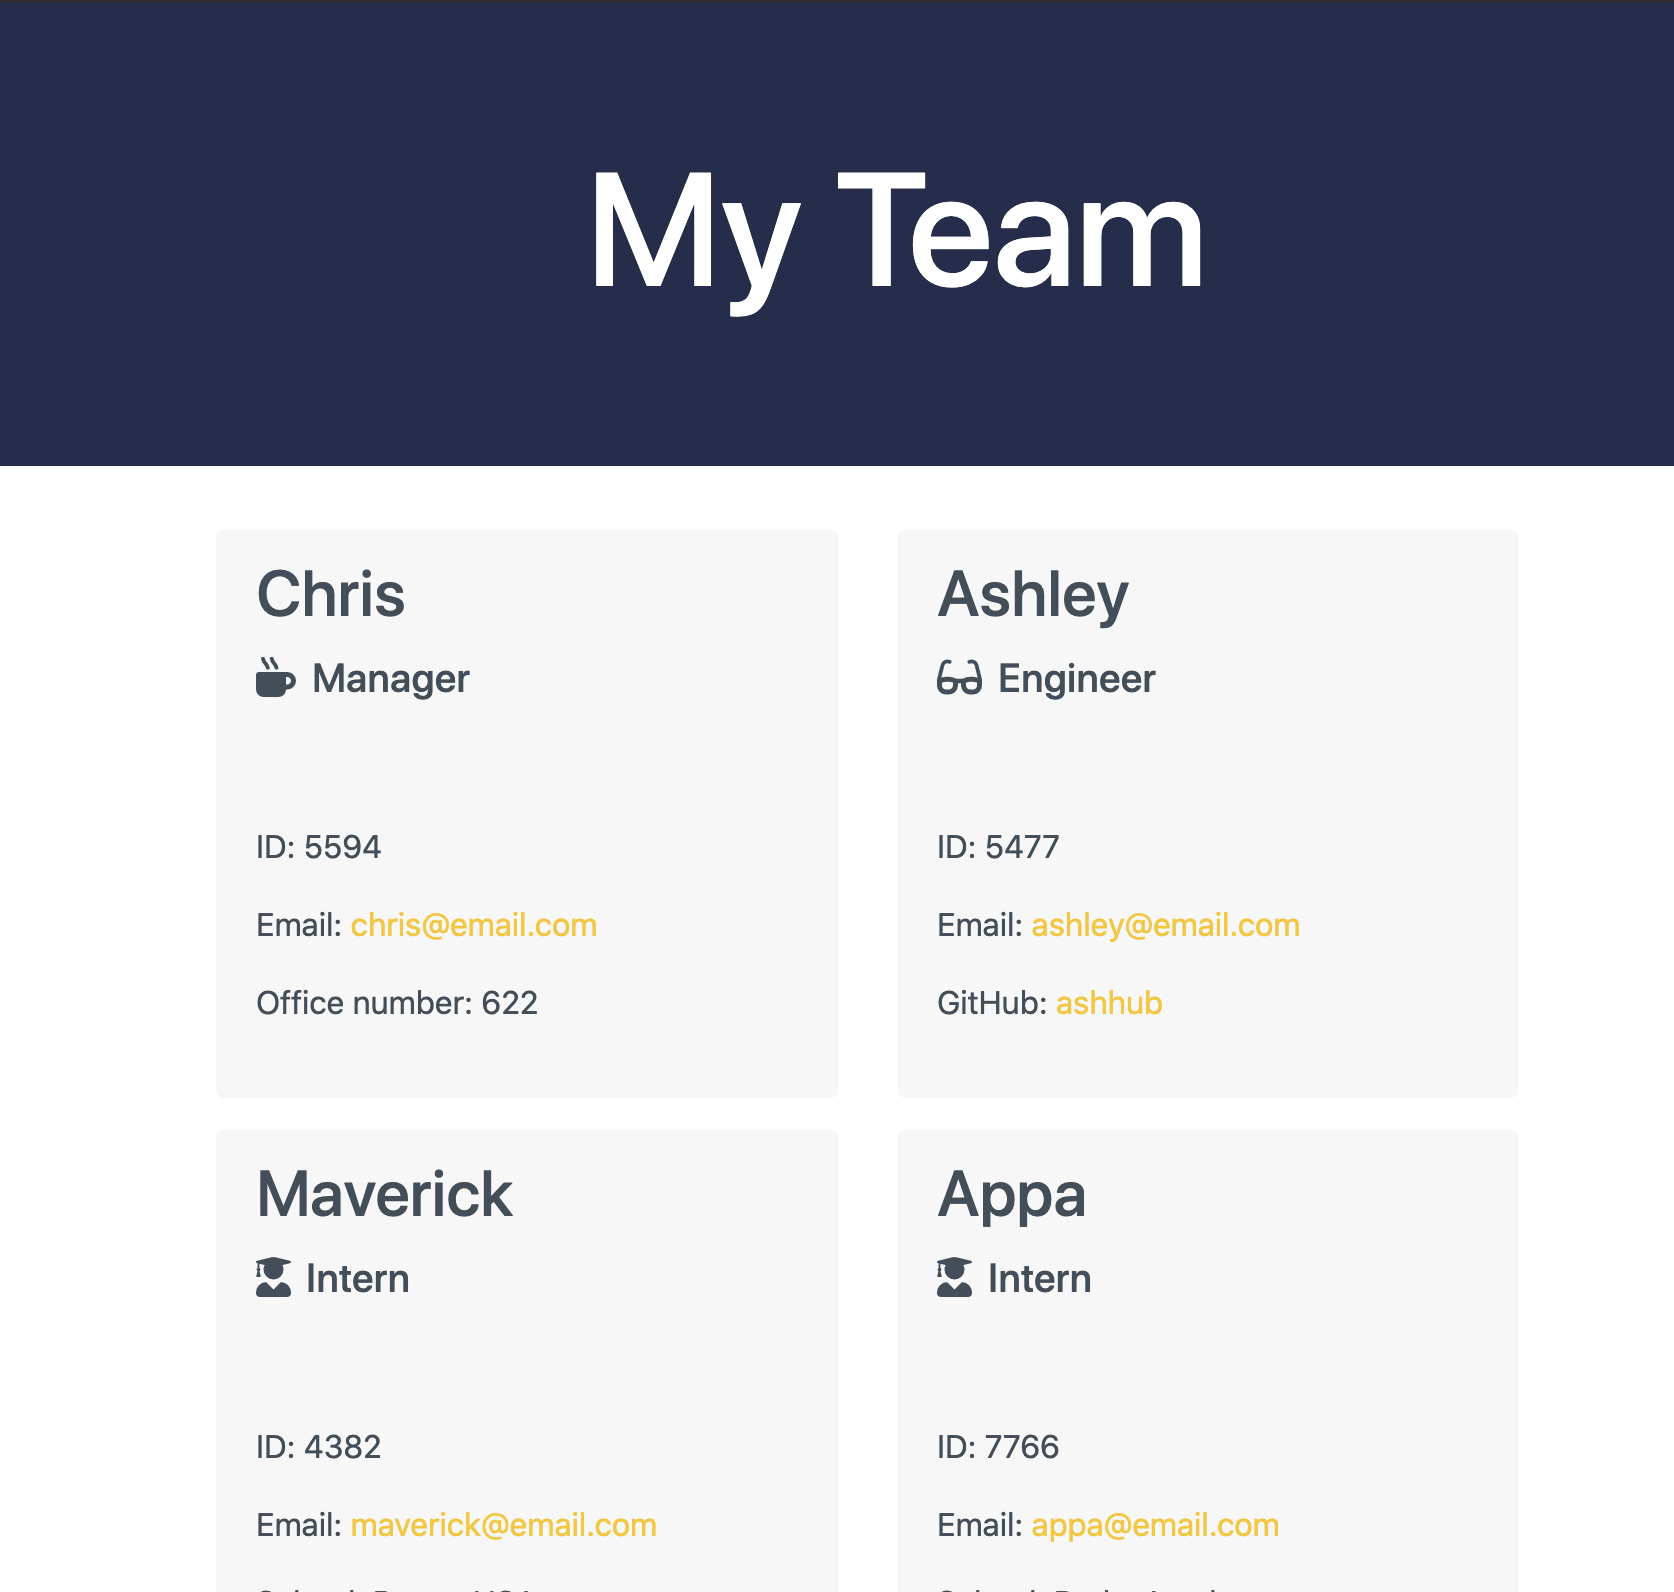 My Team
Chris
Manager
ID: 5594
Email: chris@email.com
Office number: 622
Ashley
Engineer
ID: 5477
Email: ashley@email.com
GitHub: ashhub
Maverick
Intern
ID: 4382
Email: maverick@email.com
Appa
Intern
ID: 7766
Email: appa@email.com